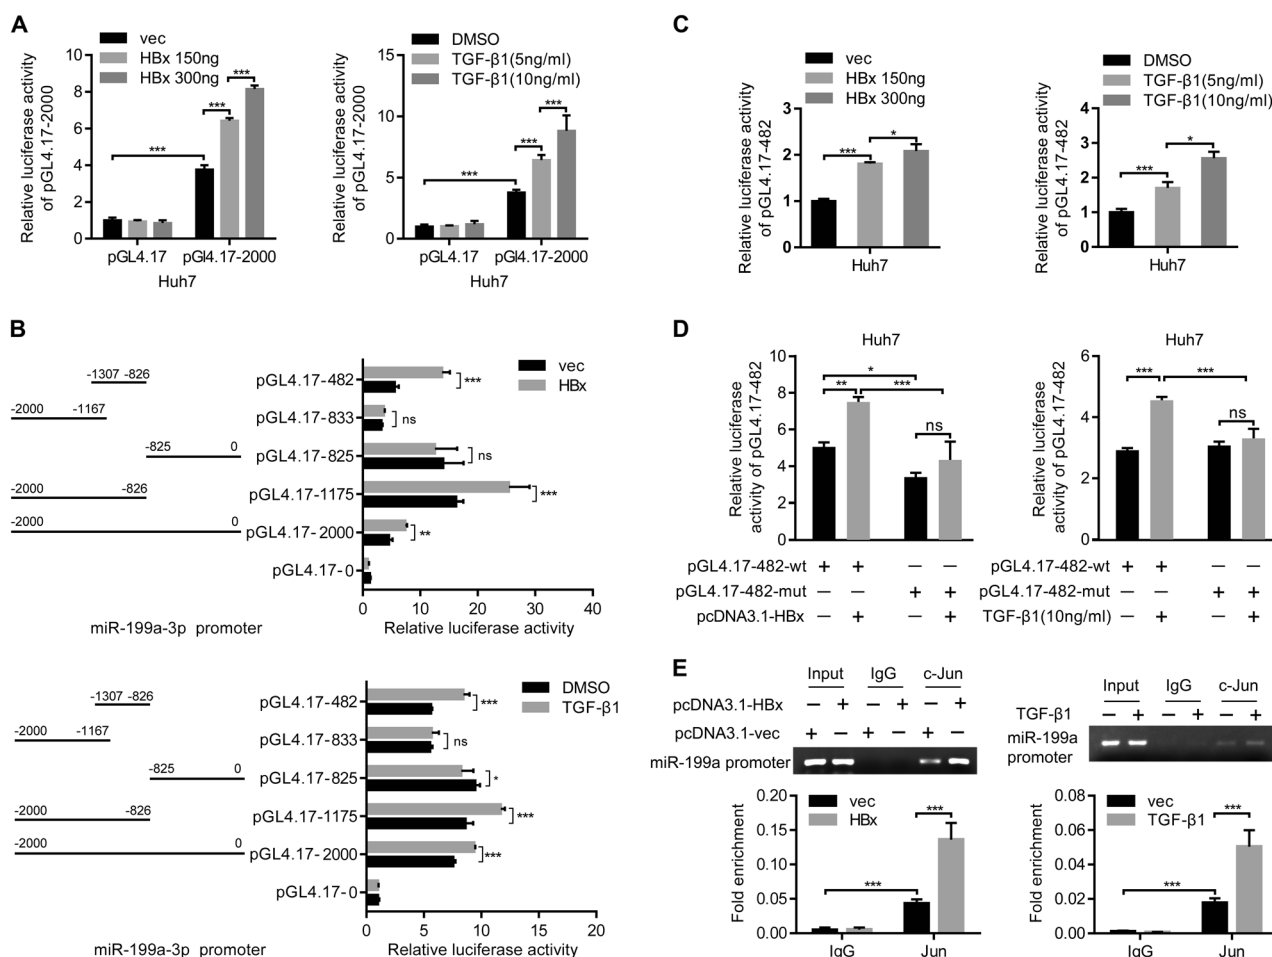 A
vec
HBx 150ng
HBx 300ng
Relative luciferase activity
of pGL4.17-2000
10
8
6
4
2
0
***
***
***
pGL4.17
pGl4.17-2000
Huh7
DMSO
TGF-β1(5ng/ml)
TGF-β1(10ng/ml)
Relative luciferase activity
of pGL4.17-2000
15
10
5
0
***
***
***
pGL4.17
pGl4.17-2000
Huh7
C
vec
HBx 150ng
HBx 300ng
Relative luciferase activity
of pGL4.17-482
3
2
1
0
***
*
Huh7
DMSO
TGF-β1(5ng/ml)
TGF-β1(10ng/ml)
Relative luciferase activity
of pGL4.17-482
4
3
2
1
0
***
*
Huh7
B
-1307 -826
-2000 -1167
-825 0
-2000 -826
-2000 0
miR-199a-3p promoter
vec
HBx
pGL4.17-482
***
pGL4.17-833
ns
pGL4.17-825
ns
pGL4.17-1175
***
pGL4.17-2000
**
pGL4.17-0
0 10 20 30 40
Relative luciferase activity
-1307 -826
-2000 -1167
-825 0
-2000 -826
-2000 0
miR-199a-3p promoter
DMSO
TGF-β1
pGL4.17-482
***
pGL4.17-833
ns
pGL4.17-825
*
pGL4.17-1175
***
pGL4.17-2000
***
pGL4.17-0
0 5 10 15 20
Relative luciferase activity
D
Huh7
Relative luciferase
activity of pGL4.17-482
10
8
6
4
2
0
*
** ***
ns
pGL4.17-482-wt + + — —
pGL4.17-482-mut — — + +
pcDNA3.1-HBx — + — +
Huh7
Relative luciferase
activity of pGL4.17-482
6
4
2
0
*** ***
ns
pGL4.17-482-wt + + — —
pGL4.17-482-mut — — + +
TGF-β1(10ng/ml) — + — +
E
Input IgG c-Jun
pcDNA3.1-HBx — + — + — +
pcDNA3.1-vec + — + — + —
miR-199a promoter
Fold enrichment
0.20
0.15
0.10
0.05
0.00
vec
HBx
***
***
IgG Jun
Input IgG c-Jun
TGF-β1 — + — + — +
miR-199a
promoter
Fold enrichment
0.08
0.06
0.04
0.02
0.00
vec
TGF-β1
***
***
IgG Jun